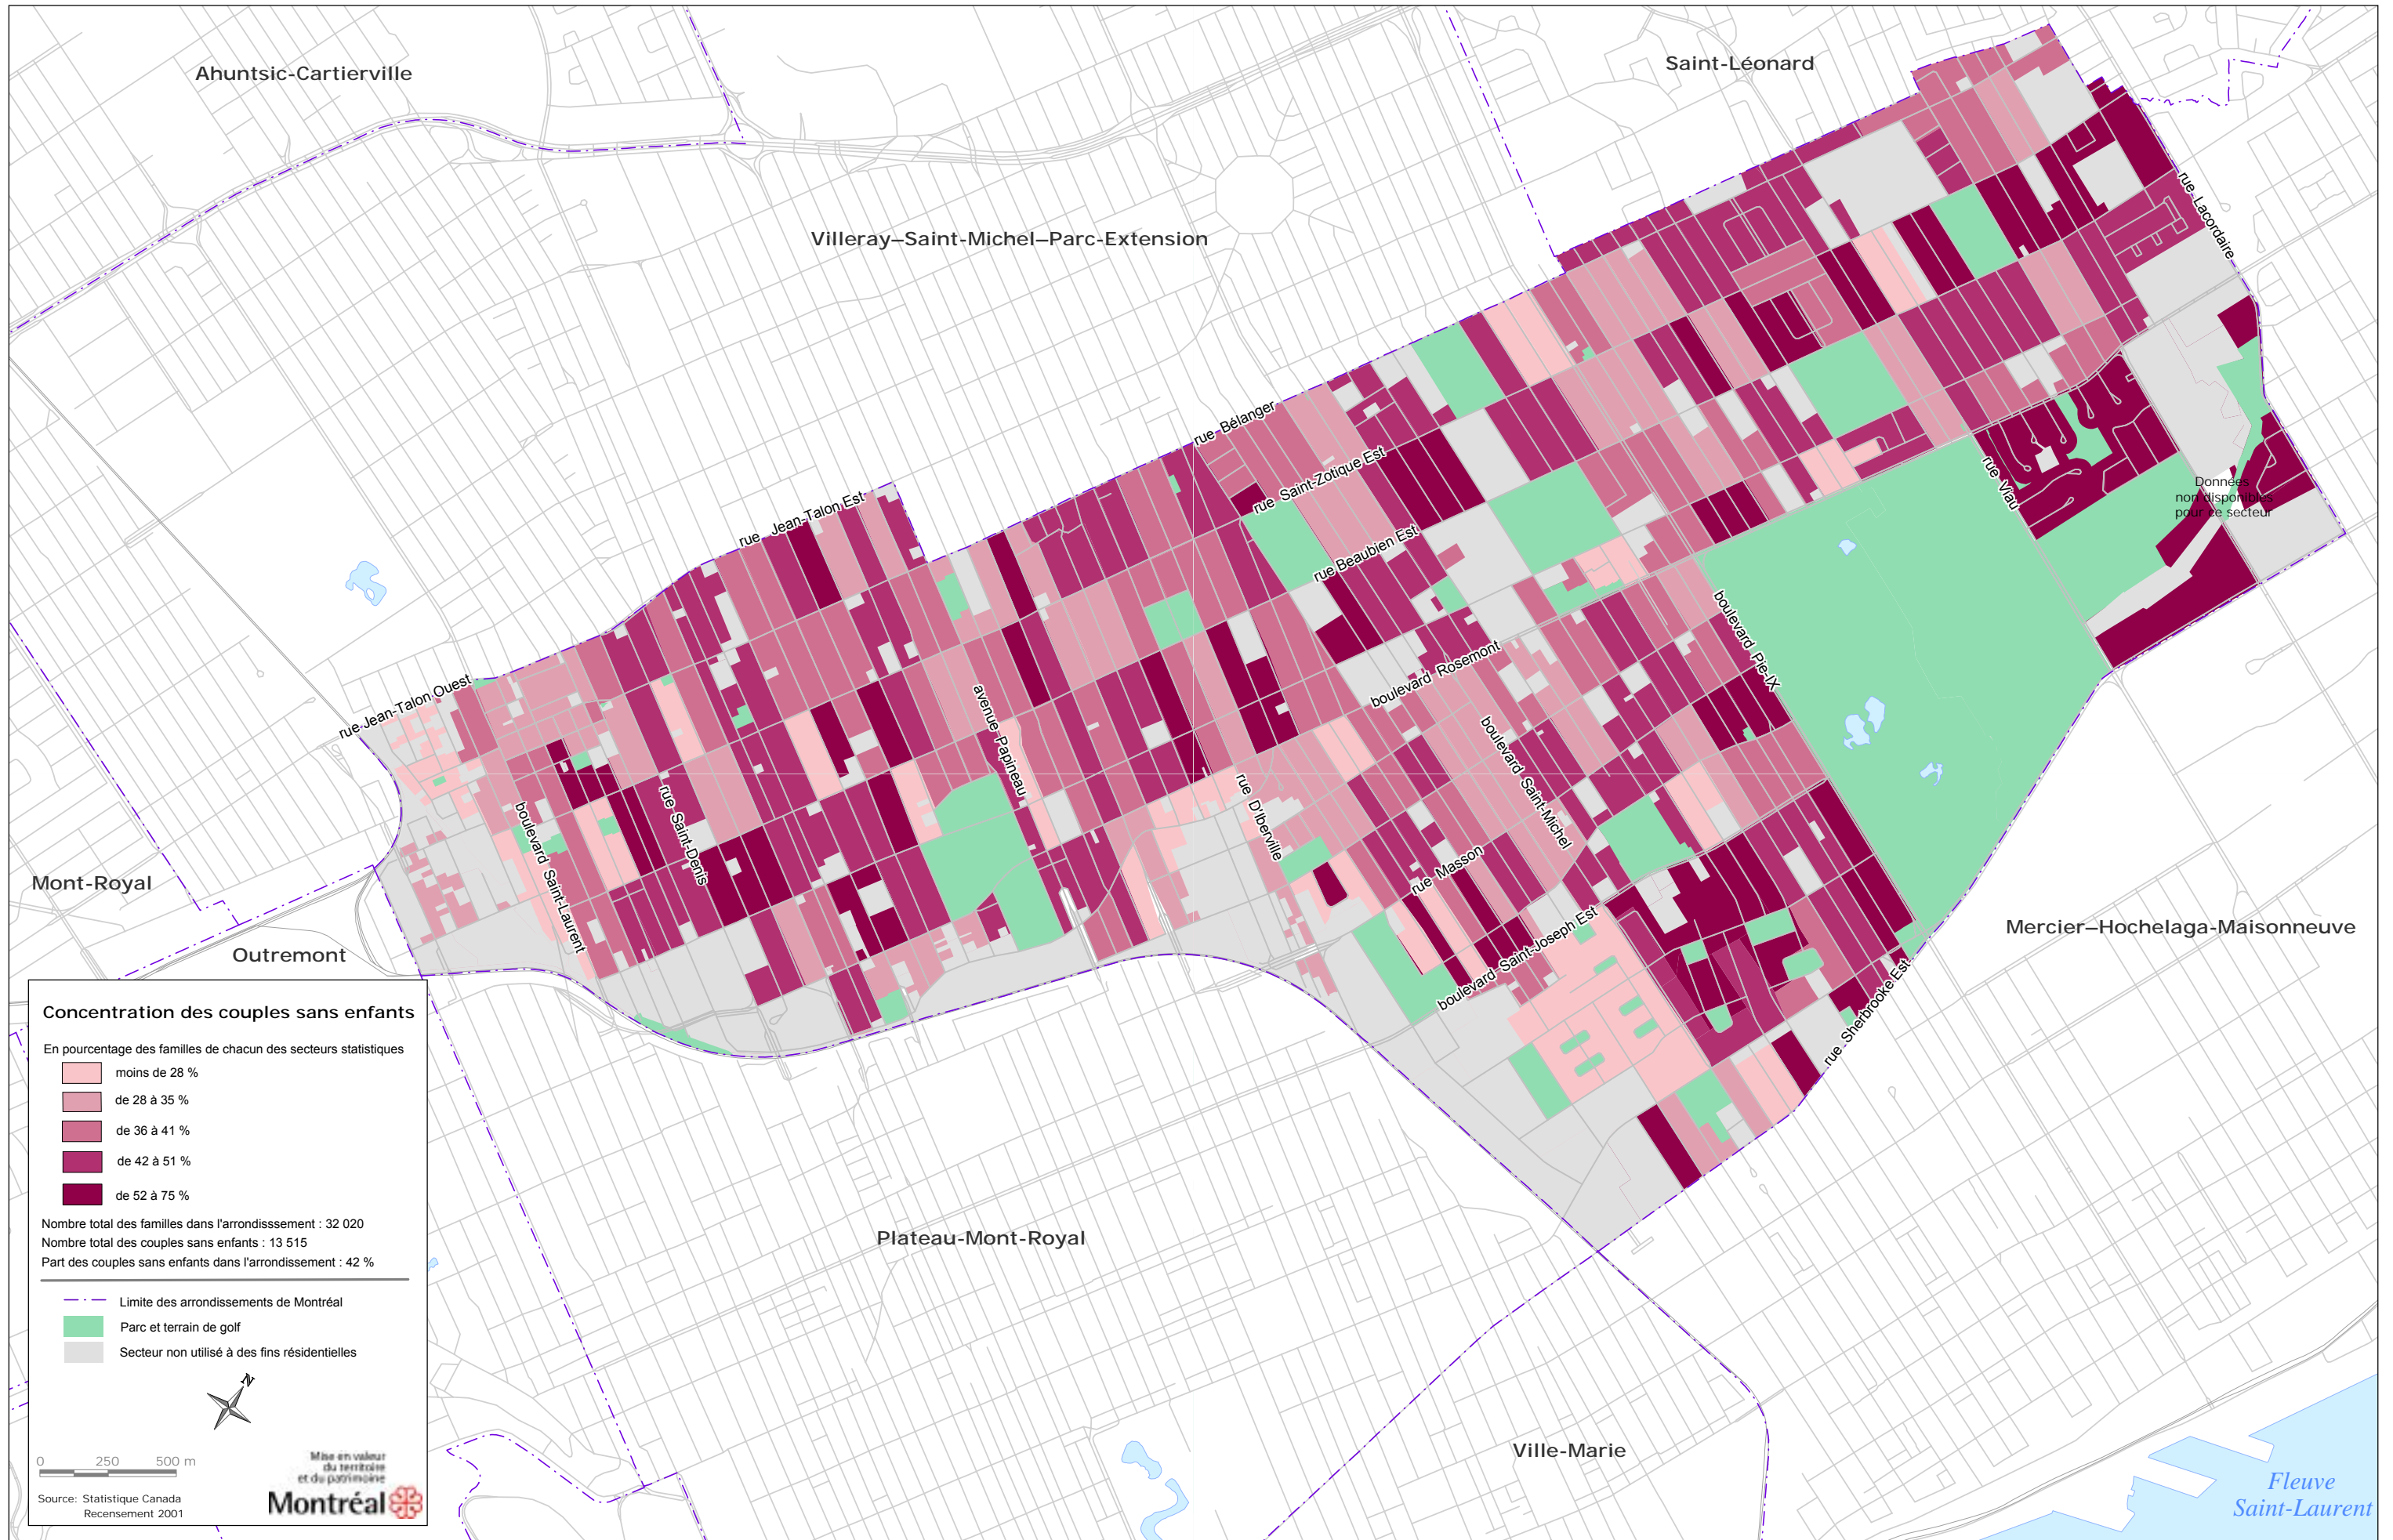 Ahuntsic-Cartierville
Saint-Léonard
Villeray–Saint-Michel–Parc-Extension
rue Lacordaire
rue Bélanger
rue Saint-Zotique Est
rue Jean-Talon Est
rue Beaubien Est
rue Viau
Données
non disponibles
pour ce secteur
boulevard Pie-IX
boulevard Rosemont
rue Jean-Talon Ouest
avenue Papineau
boulevard Saint-Michel
rue D'Iberville
rue Saint-Denis
boulevard Saint-Laurent
rue Masson
boulevard Saint-Joseph Est
rue Sherbrooke Est
Mont-Royal
Outremont
Mercier–Hochelaga-Maisonneuve
Plateau-Mont-Royal
Ville-Marie
Fleuve
Saint-Laurent
Concentration des couples sans enfants
En pourcentage des familles de chacun des secteurs statistiques
moins de 28 %
de 28 à 35 %
de 36 à 41 %
de 42 à 51 %
de 52 à 75 %
Nombre total des familles dans l'arrondisssement : 32 020
Nombre total des couples sans enfants : 13 515
Part des couples sans enfants dans l'arrondissement : 42 %
Limite des arrondissements de Montréal
Parc et terrain de golf
Secteur non utilisé à des fins résidentielles
N
0 250 500 m
Mise en valeur
du territoire
et du patrimoine
Montréal
Source: Statistique Canada
Recensement 2001